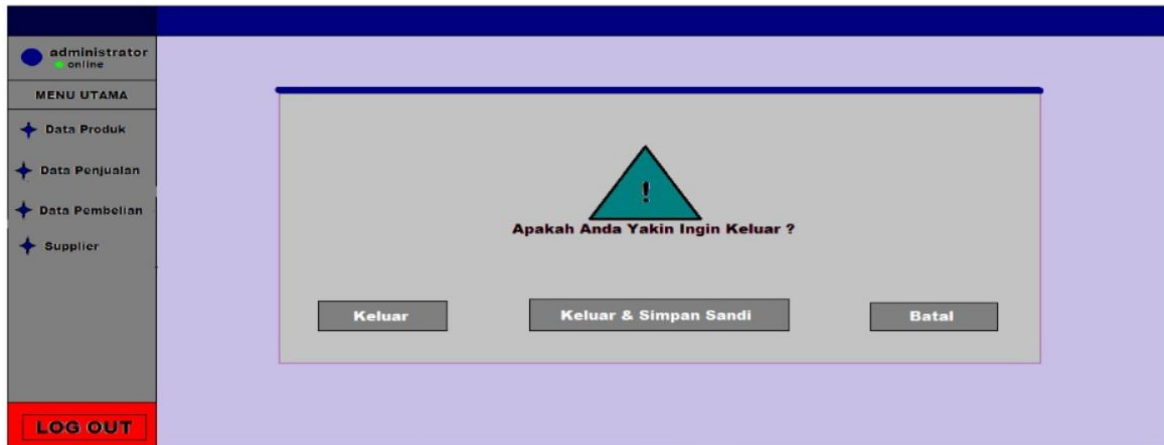 administrator
online
MENU UTAMA
Data Produk
Data Penjualan
Data Pembelian
Supplier
LOG OUT
!
Apakah Anda Yakin Ingin Keluar ?
Keluar
Keluar & Simpan Sandi
Batal